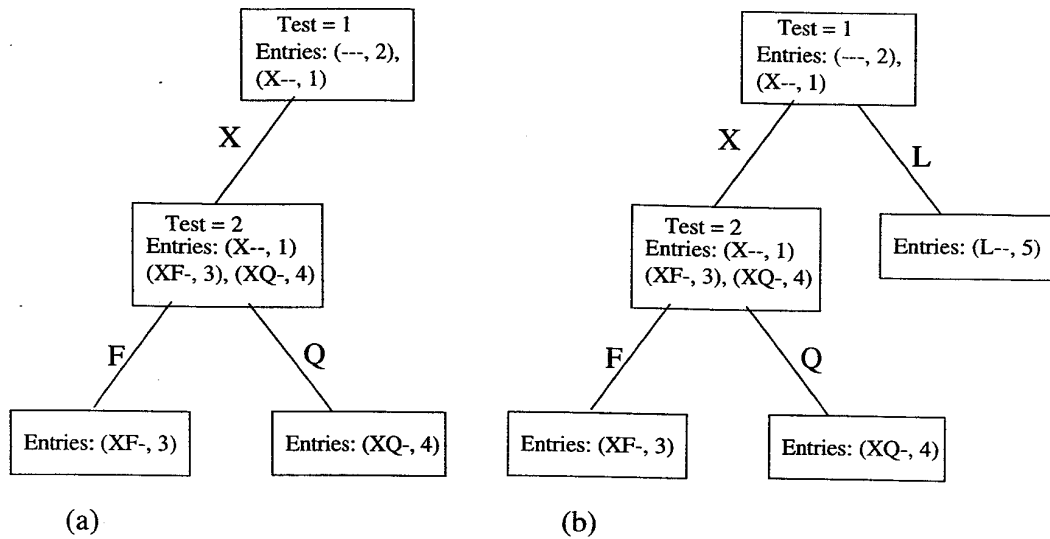 Test = 1
Entries: (---, 2),
(X--, 1)
X
Test = 2
Entries: (X--, 1)
(XF-, 3), (XQ-, 4)
F
Q
Entries: (XF-, 3)
Entries: (XQ-, 4)
(a)
Test = 1
Entries: (---, 2),
(X--, 1)
X
L
Test = 2
Entries: (X--, 1)
(XF-, 3), (XQ-, 4)
Entries: (L--, 5)
F
Q
Entries: (XF-, 3)
Entries: (XQ-, 4)
(b)